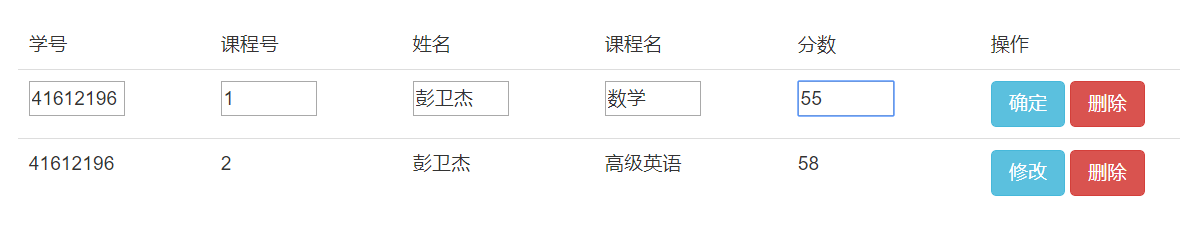 学号 课程号 姓名 课程名 分数 操作
41612196 1 彭卫杰 数学 55 确定 删除
41612196 2 彭卫杰 高级英语 58 修改 删除